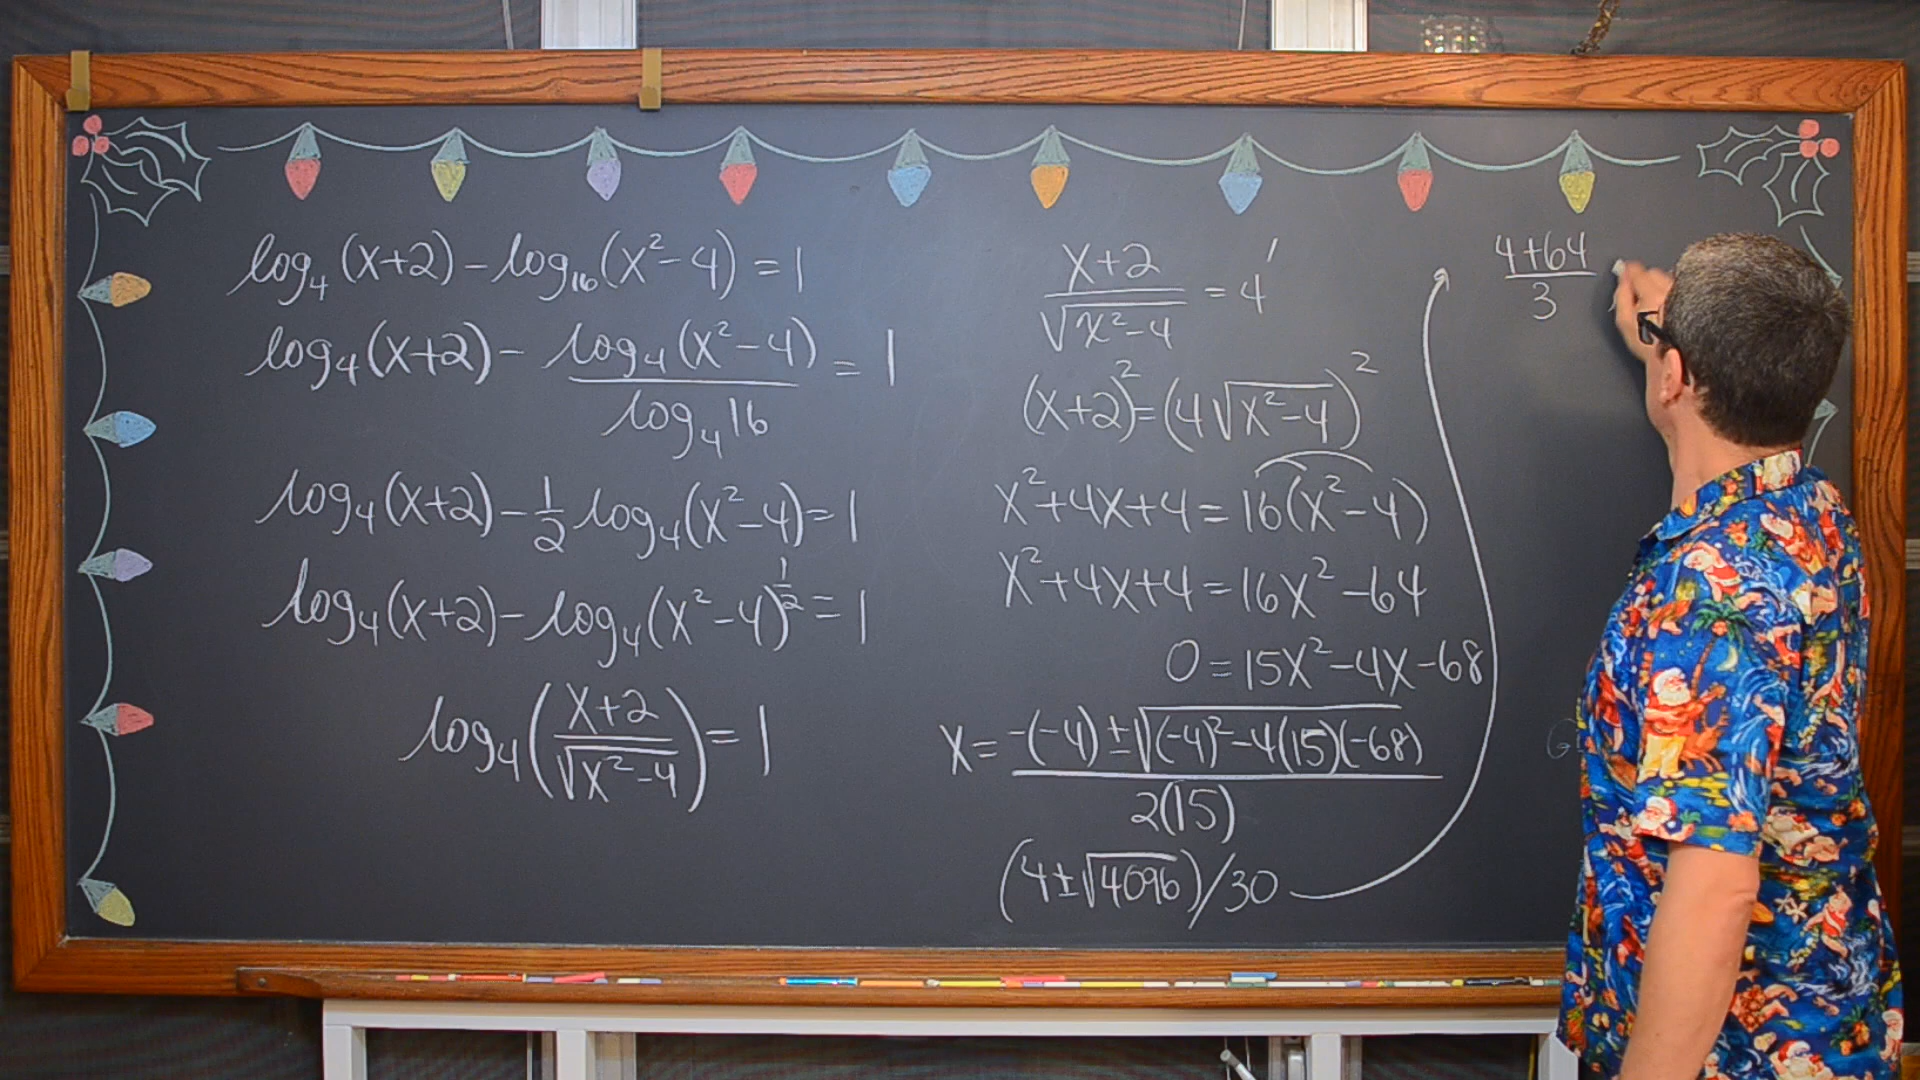 log₄(x+2) − log₁₆(x²−4) = 1
log₄(x+2) − log₄(x²−4)/log₄16 = 1
log₄(x+2) − 1/2 log₄(x²−4) = 1
log₄(x+2) − log₄(x²−4)^(1/2) = 1
log₄((x+2)/√(x²−4)) = 1
(x+2)/√(x²−4) = 4¹
(x+2)² = (4√(x²−4))²
x²+4x+4 = 16(x²−4)
x²+4x+4 = 16x²−64
0 = 15x²−4x−68
x = (−(−4) ± √((−4)²−4(15)(−68)))/2(15)
(4±√4096)/30
(4+64)/3